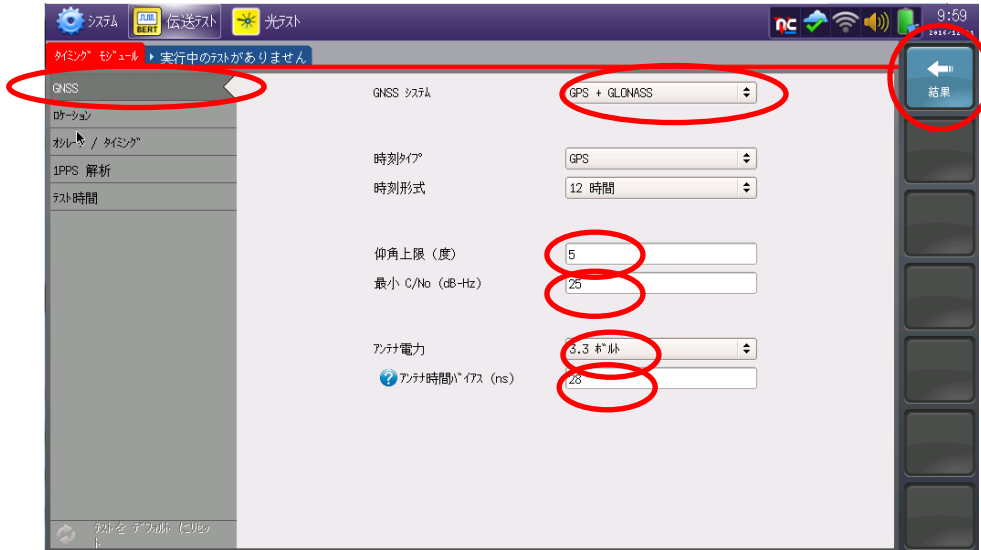 システム
BERT 伝送テスト
光テスト
nc
9:59
タイミング モジュール
実行中のテストがありません
結果
GNSS
ロケーション
/ タイミング
1PPS 解析
テスト時間
GNSS システム
GPS + GLONASS
時刻タイプ
GPS
時刻形式
12 時間
仰角上限 (度)
5
最小 C/No (dB-Hz)
25
アンテナ電力
3.3 ボルト
? アンテナ時間バイアス (ns)
28
テストを デフォルト にリセッ
ト